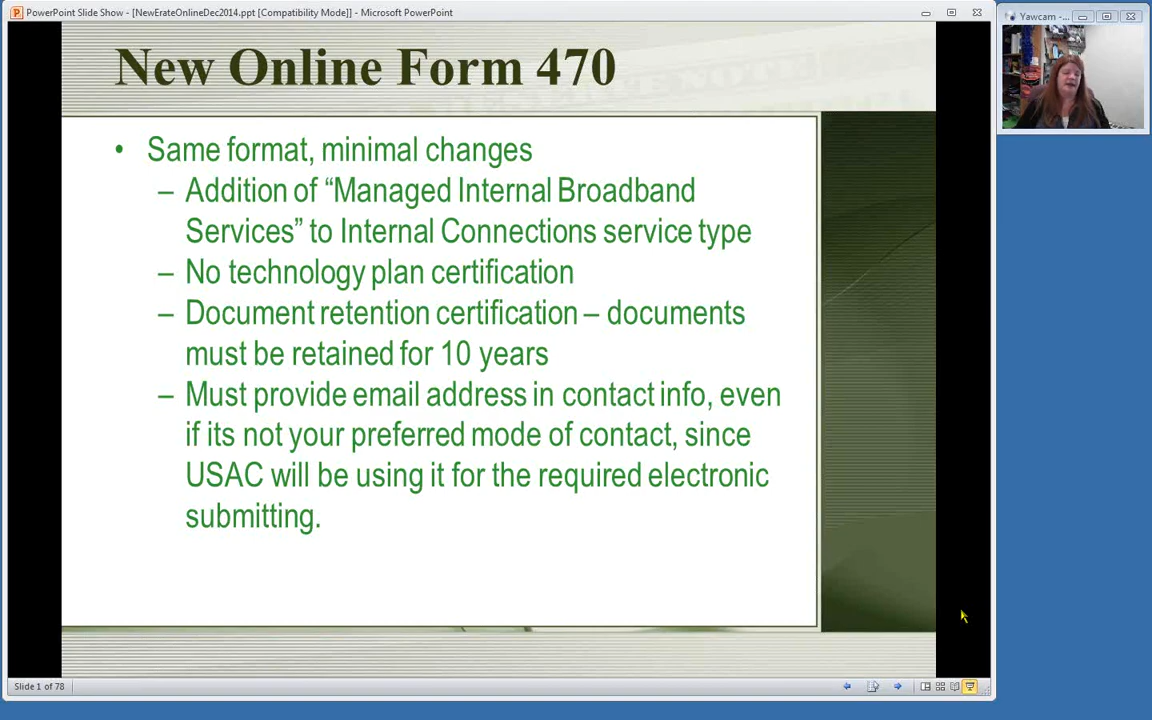 PowerPoint Slide Show - [NewErateOnlineDec2014.ppt [Compatibility Mode]] - Microsoft PowerPoint
Yawcam -...
New Online Form 470
• Same format, minimal changes
– Addition of “Managed Internal Broadband
Services” to Internal Connections service type
– No technology plan certification
– Document retention certification – documents
must be retained for 10 years
– Must provide email address in contact info, even
if its not your preferred mode of contact, since
USAC will be using it for the required electronic
submitting.
Slide 1 of 78